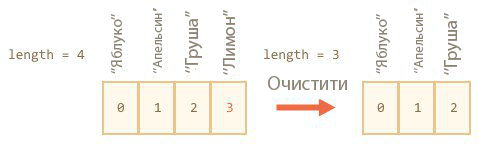 length = 4
"Яблуко"
"Апельсин"
"Груша"
"Лимон"
0 1 2 3
Очистити
length = 3
"Яблуко"
"Апельсин"
"Груша"
0 1 2